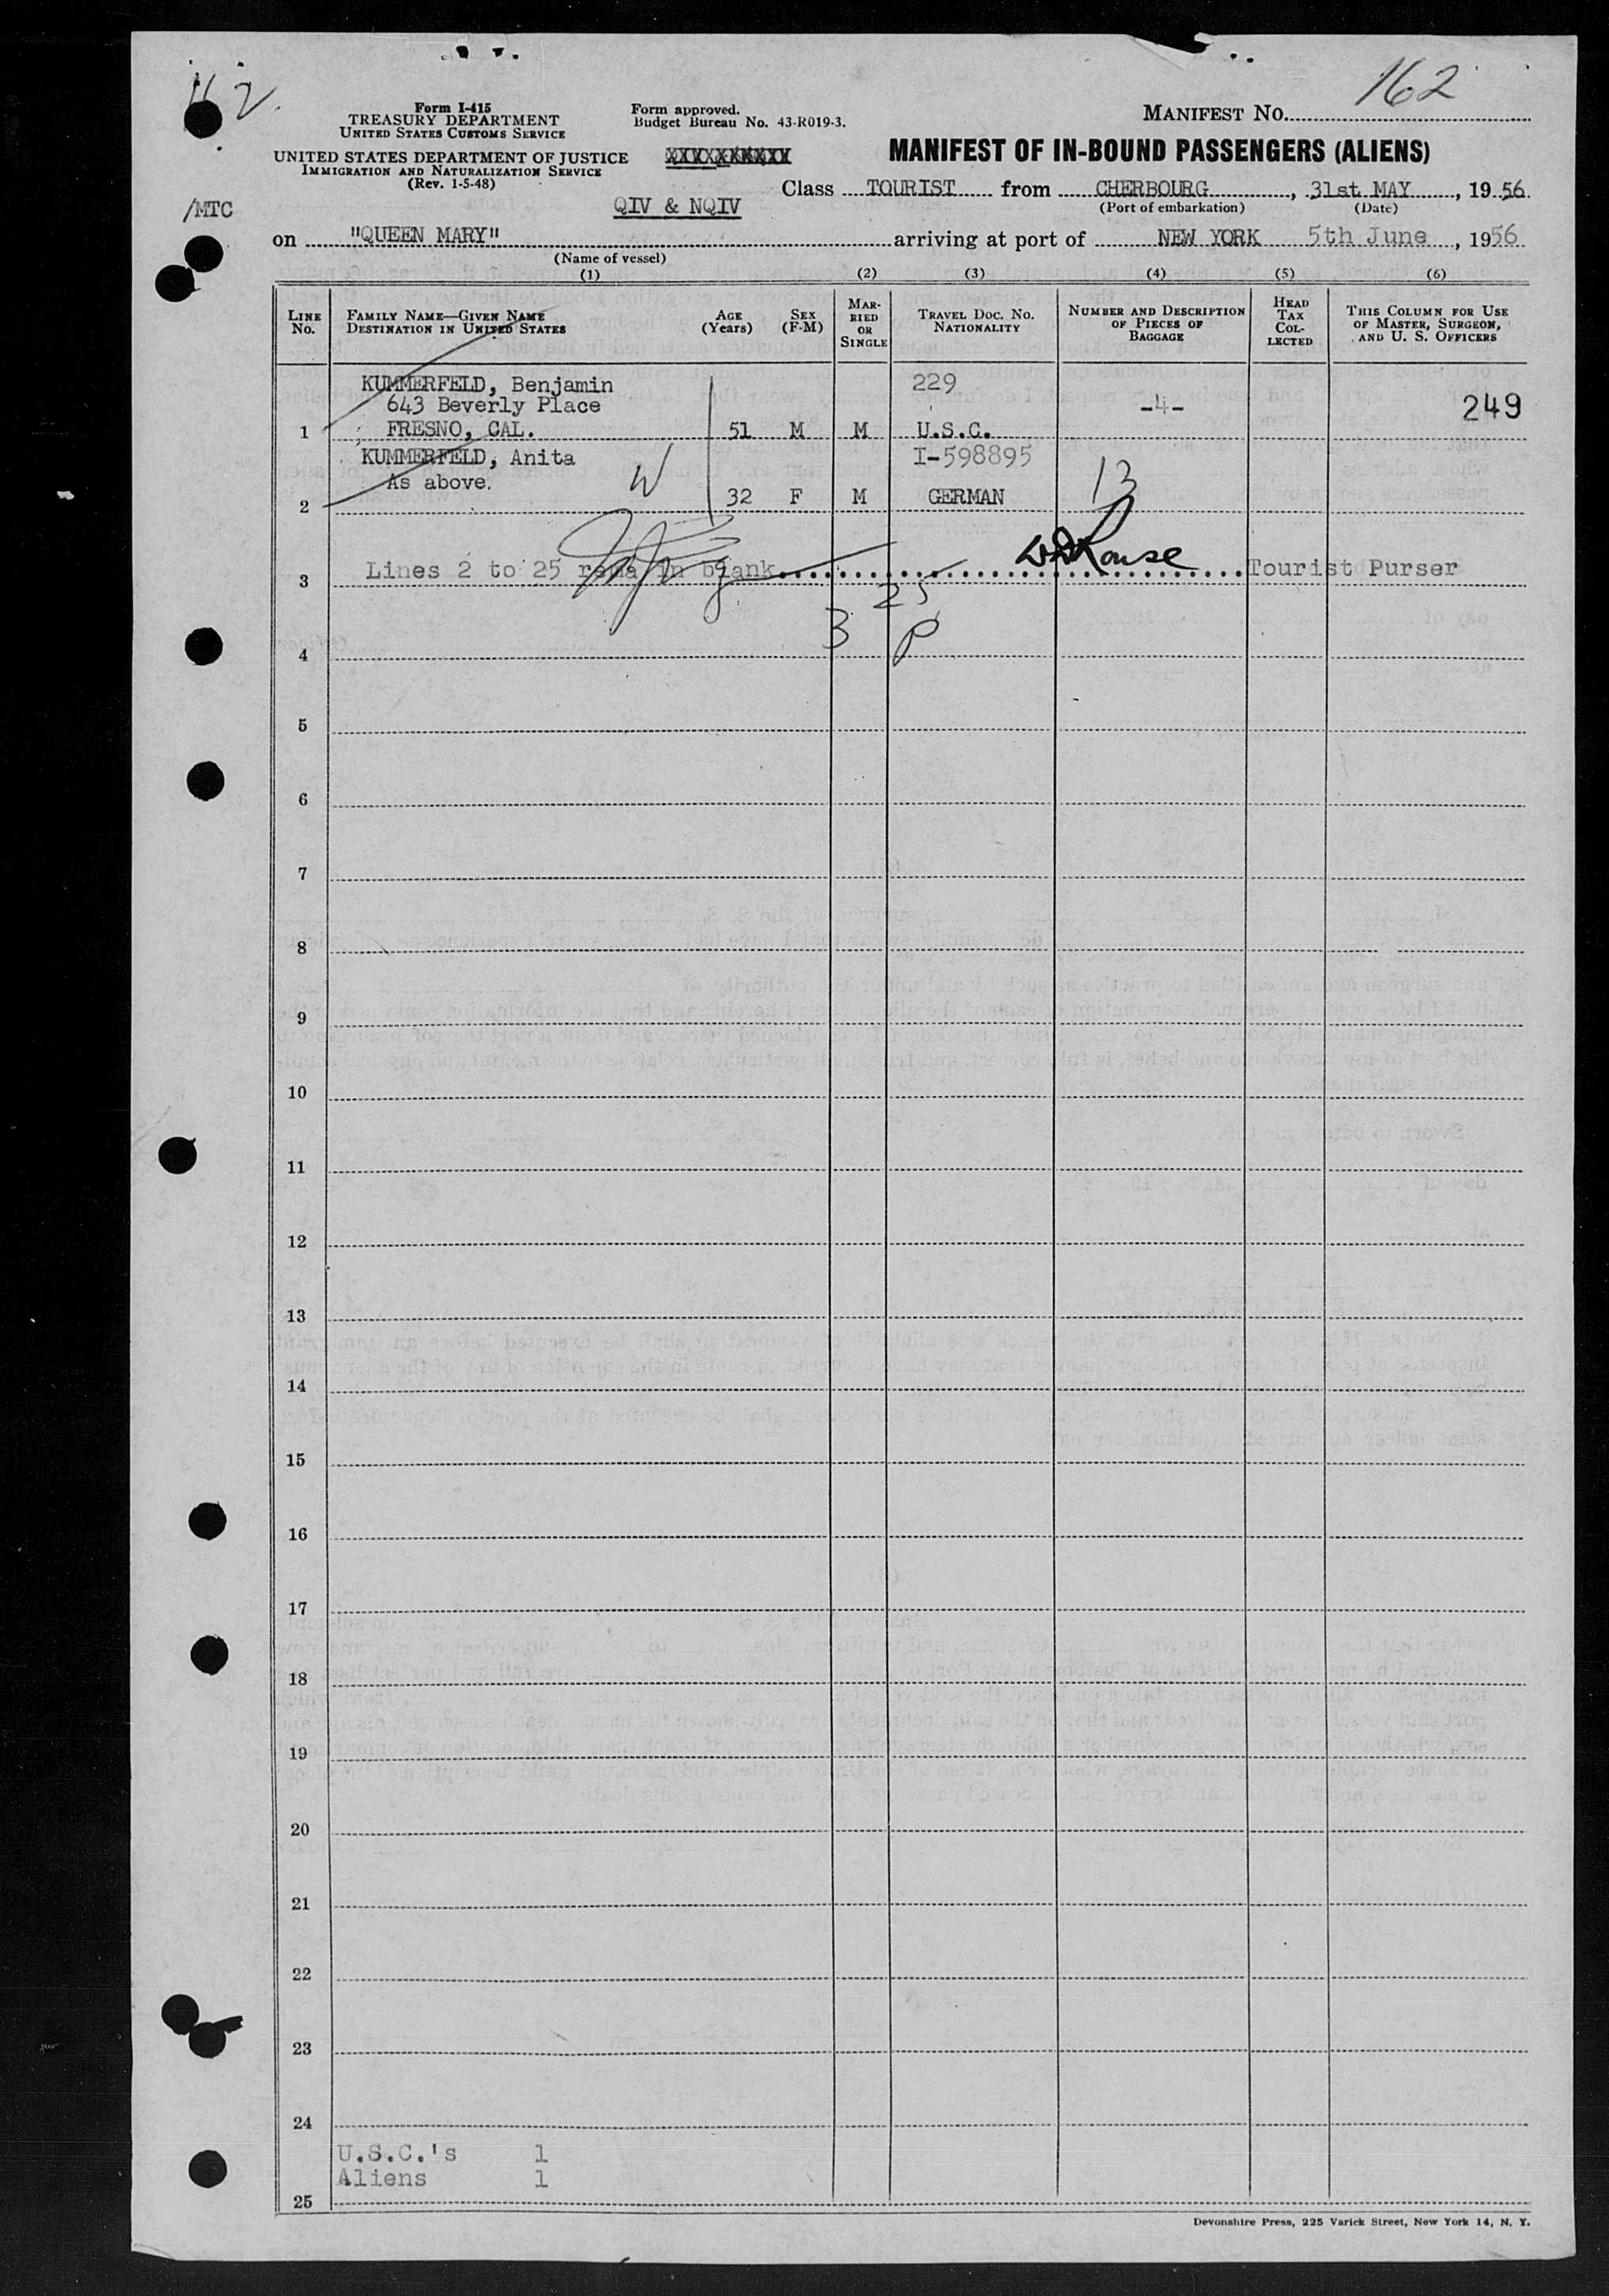 162
Form I-415
TREASURY DEPARTMENT
UNITED STATES CUSTOMS SERVICE
UNITED STATES DEPARTMENT OF JUSTICE
IMMIGRATION AND NATURALIZATION SERVICE
(Rev. 1-5-48)
Form approved.
Budget Bureau No. 43-R019-3.
MANIFEST NO.
MANIFEST OF IN-BOUND PASSENGERS (ALIENS)
Class TOURIST from CHERBOURG, 31st MAY, 1956
(Port of embarkation) (Date)
/MTC
QIV & NQIV
on "QUEEN MARY" arriving at port of NEW YORK 5th June, 1956
(Name of vessel)
(1) (2) (3) (4) (5) (6)
LINE No. FAMILY NAME—GIVEN NAME DESTINATION IN UNITED STATES AGE (Years) SEX (F-M) MARRIED OR SINGLE TRAVEL DOC. NO. NATIONALITY NUMBER AND DESCRIPTION OF PIECES OF BAGGAGE HEAD TAX COLLECTED THIS COLUMN FOR USE OF MASTER, SURGEON, AND U. S. OFFICERS
KUMMERFELD, Benjamin 229
643 Beverly Place -4- 249
1 FRESNO, CAL. 51 M M U.S.C.
KUMMERFELD, Anita I-598895
As above. W 13
2 32 F M GERMAN
3 Lines 2 to 25 remain blank Rouse Tourist Purser
25
3 P
4
5
6
7
8
9
10
11
12
13
14
15
16
17
18
19
20
21
22
23
24
U.S.C.'s 1
Aliens 1
25
Devonshire Press, 225 Varick Street, New York 14, N. Y.